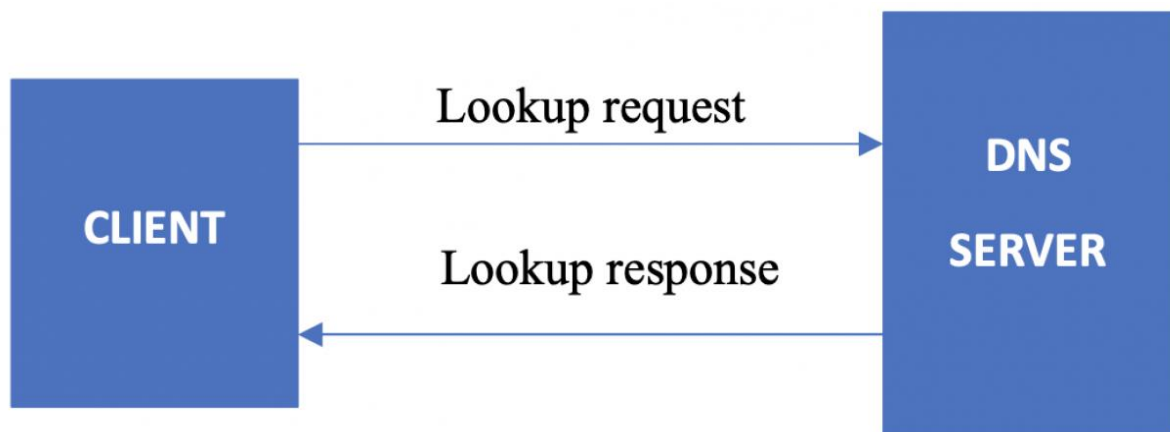 CLIENT
Lookup request
Lookup response
DNS
SERVER